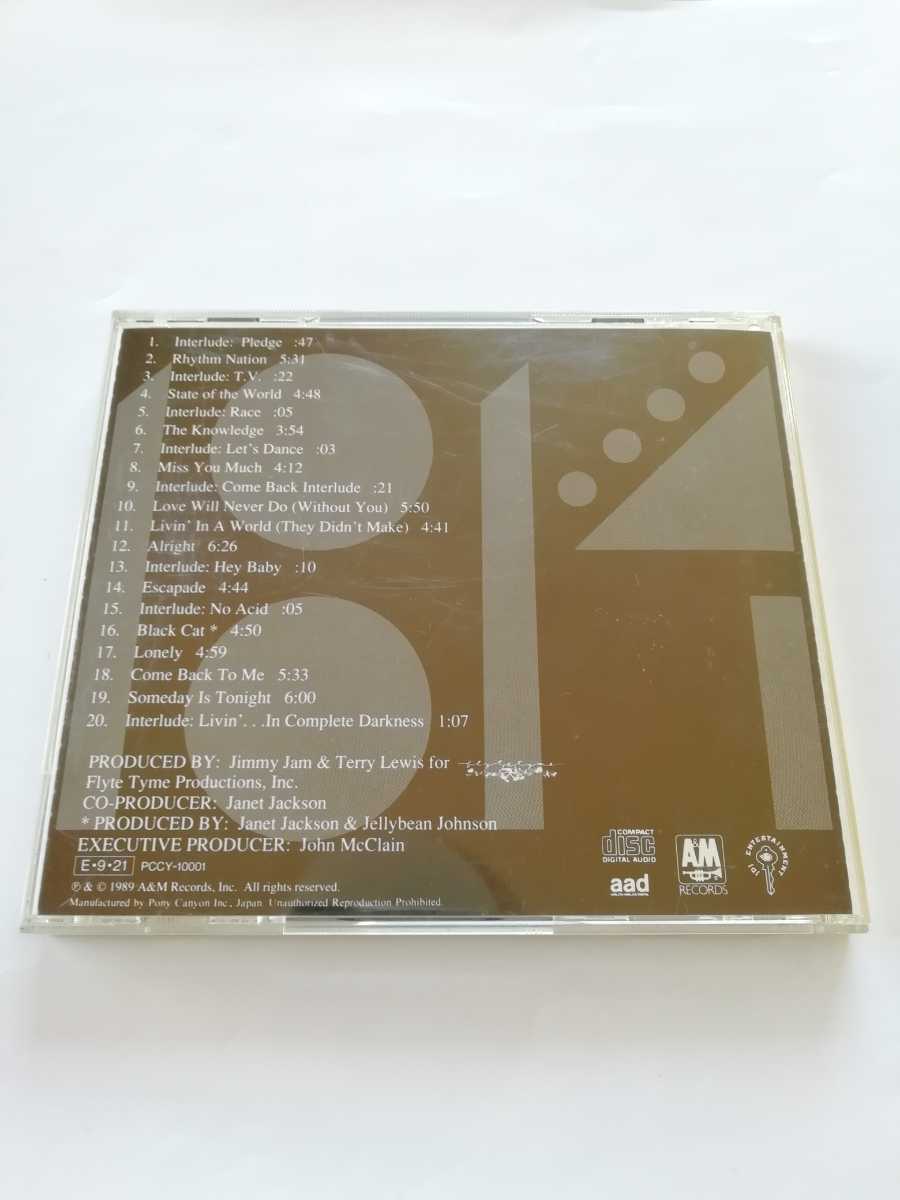 1. Interlude: Pledge :47
2. Rhythm Nation 5:31
3. Interlude: T.V. :22
4. State of the World 4:48
5. Interlude: Race :05
6. The Knowledge 3:54
7. Interlude: Let's Dance :03
8. Miss You Much 4:12
9. Interlude: Come Back Interlude :21
10. Love Will Never Do (Without You) 5:50
11. Livin' In A World (They Didn't Make) 4:41
12. Alright 6:26
13. Interlude: Hey Baby :10
14. Escapade 4:44
15. Interlude: No Acid :05
16. Black Cat * 4:50
17. Lonely 4:59
18. Come Back To Me 5:33
19. Someday Is Tonight 6:00
20. Interlude: Livin'. . .In Complete Darkness 1:07
PRODUCED BY: Jimmy Jam & Terry Lewis for
Flyte Tyme Productions, Inc.
CO-PRODUCER: Janet Jackson
* PRODUCED BY: Janet Jackson & Jellybean Johnson
EXECUTIVE PRODUCER: John McClain
E•9•21 PCCY-10001
℗ & © 1989 A&M Records, Inc. All rights reserved.
Manufactured by Pony Canyon Inc., Japan. Unauthorized Reproduction Prohibited.
COMPACT
disc
DIGITAL AUDIO
aad
A&M
RECORDS
JDJ ENTERTAINMENT
1814